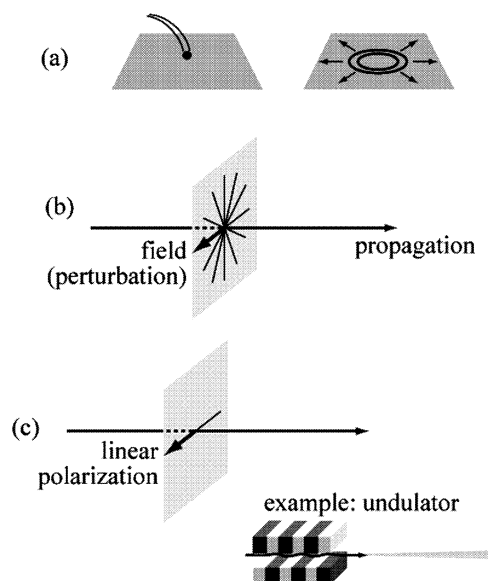 (a)
(b)
field
(perturbation)
propagation
(c)
linear
polarization
example: undulator